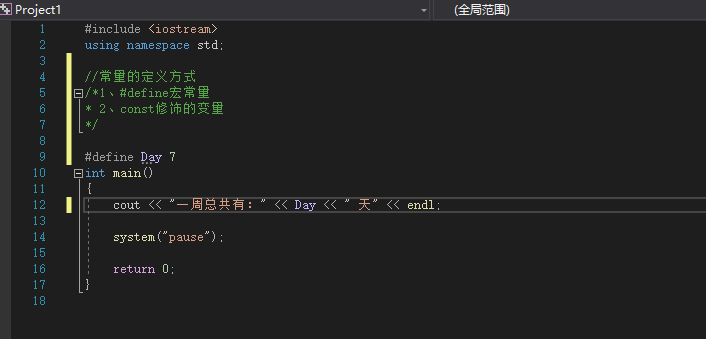 Project1 (全局范围)
1 #include <iostream>
2 using namespace std;
3
4 //常量的定义方式
5 /*1、#define宏常量
6 * 2、const修饰的变量
7 */
8
9 #define Day 7
10 int main()
11 {
12 cout << "一周总共有：" << Day << " 天" << endl;
13
14 system("pause");
15
16 return 0;
17 }
18